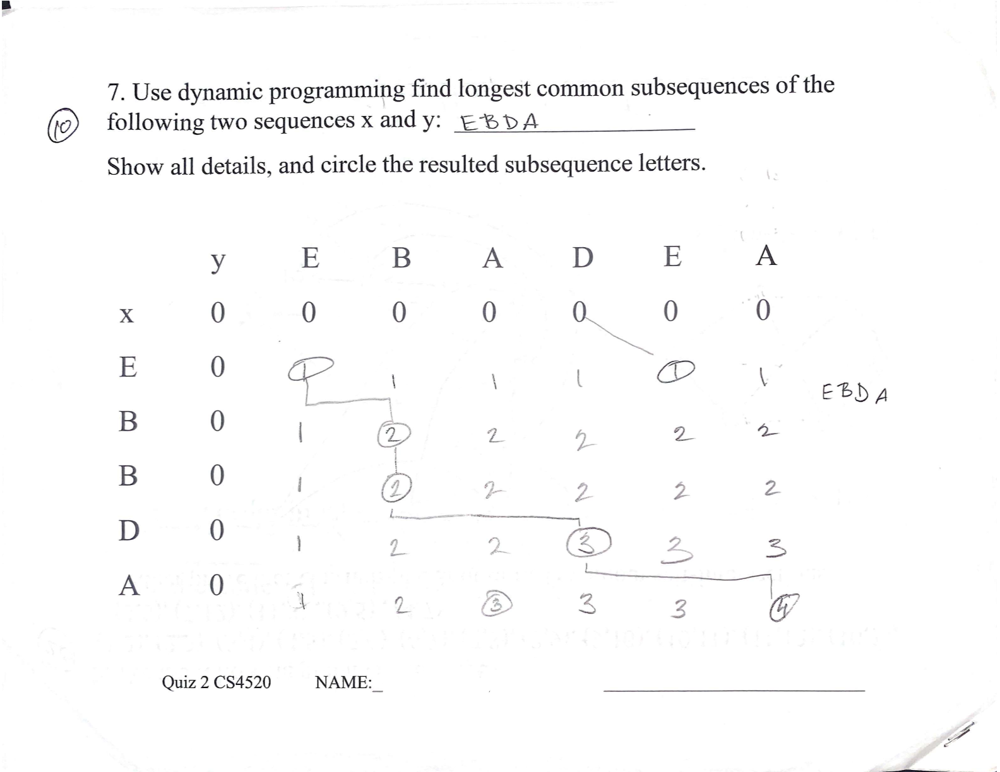 7. Use dynamic programming find longest common subsequences of the
10 following two sequences x and y: EBDA
Show all details, and circle the resulted subsequence letters.
y E B A D E A
x 0 0 0 0 0 0 0
E 0 1 1 1 1 1 1 EBDA
B 0 1 2 2 2 2 2
B 0 1 2 2 2 2 2
D 0 1 2 2 3 3 3
A 0 1 2 3 3 3 4
Quiz 2 CS4520 NAME:_